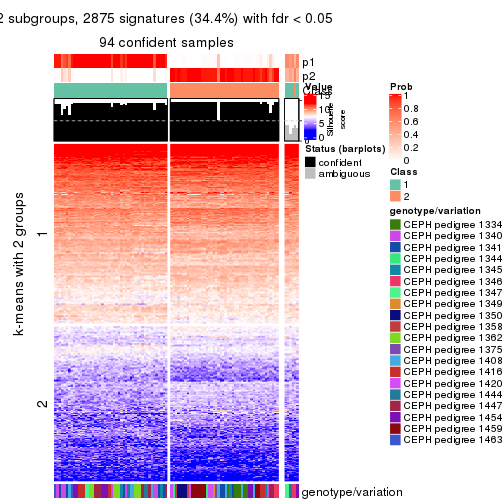 2 subgroups, 2875 signatures (34.4%) with fdr < 0.05
94 confident samples
p1
p2
Class
Value
15
10
5
0
Silhouette
score
Prob
1
0.8
0.6
0.4
0.2
0
Status (barplots)
confident
ambiguous
Class
1
2
k-means with 2 groups
1
2
genotype/variation
CEPH pedigree 1334
CEPH pedigree 1340
CEPH pedigree 1341
CEPH pedigree 1344
CEPH pedigree 1345
CEPH pedigree 1346
CEPH pedigree 1347
CEPH pedigree 1349
CEPH pedigree 1350
CEPH pedigree 1358
CEPH pedigree 1362
CEPH pedigree 1375
CEPH pedigree 1408
CEPH pedigree 1416
CEPH pedigree 1420
CEPH pedigree 1444
CEPH pedigree 1447
CEPH pedigree 1454
CEPH pedigree 1459
CEPH pedigree 1463
genotype/variation